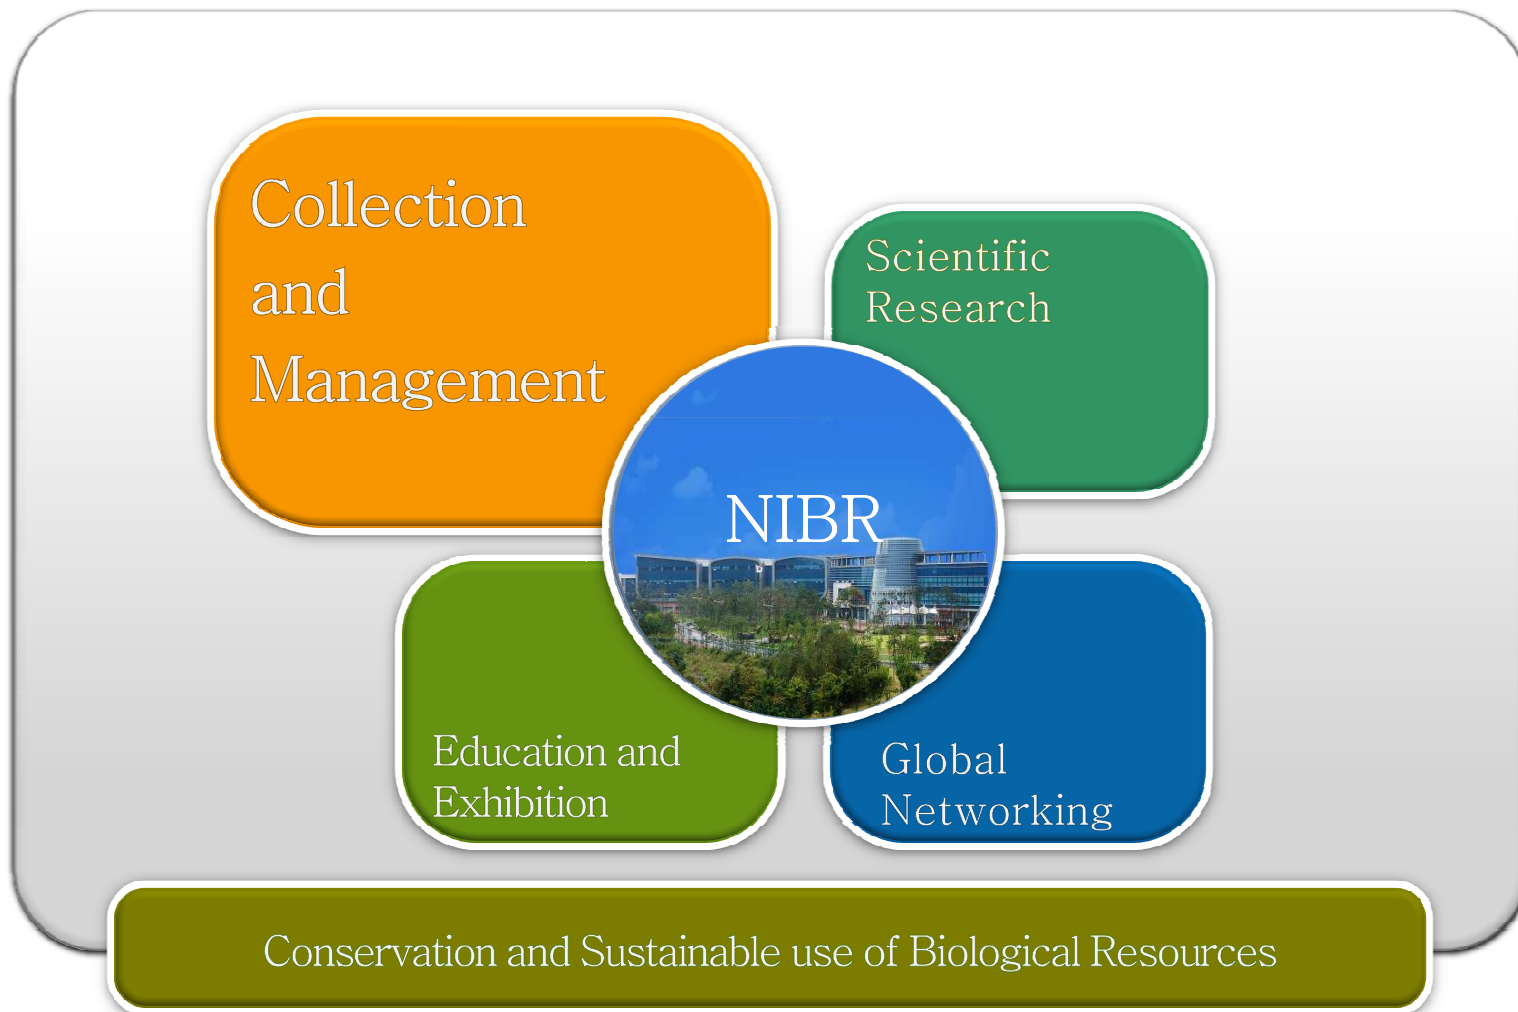 Collection
and
Management
Scientific
Research
NIBR
Education and
Exhibition
Global
Networking
Conservation and Sustainable use of Biological Resources